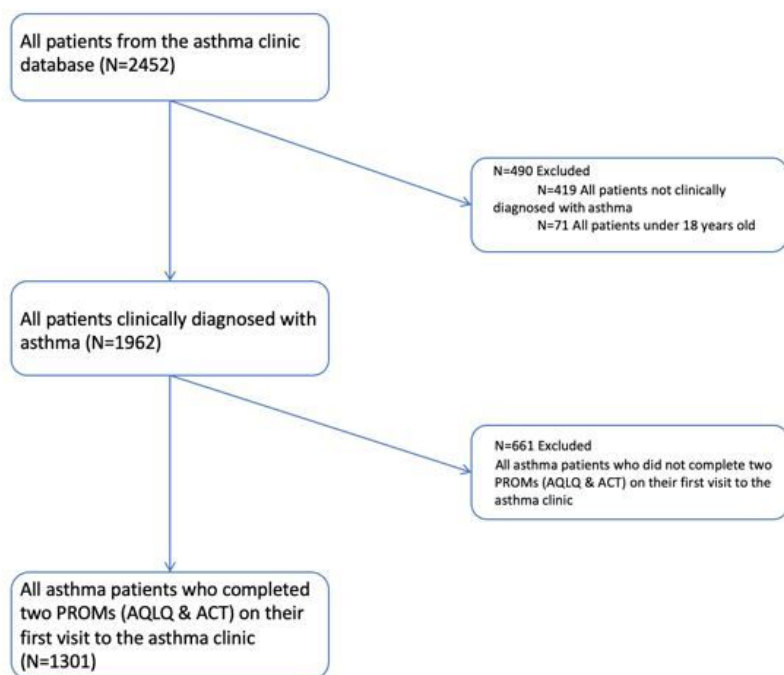 All patients from the asthma clinic
database (N=2452)
N=490 Excluded
N=419 All patients not clinically
diagnosed with asthma
N=71 All patients under 18 years old
All patients clinically diagnosed with
asthma (N=1962)
N=661 Excluded
All asthma patients who did not complete two
PROMs (AQLQ & ACT) on their first visit to the
asthma clinic
All asthma patients who completed
two PROMs (AQLQ & ACT) on their
first visit to the asthma clinic
(N=1301)